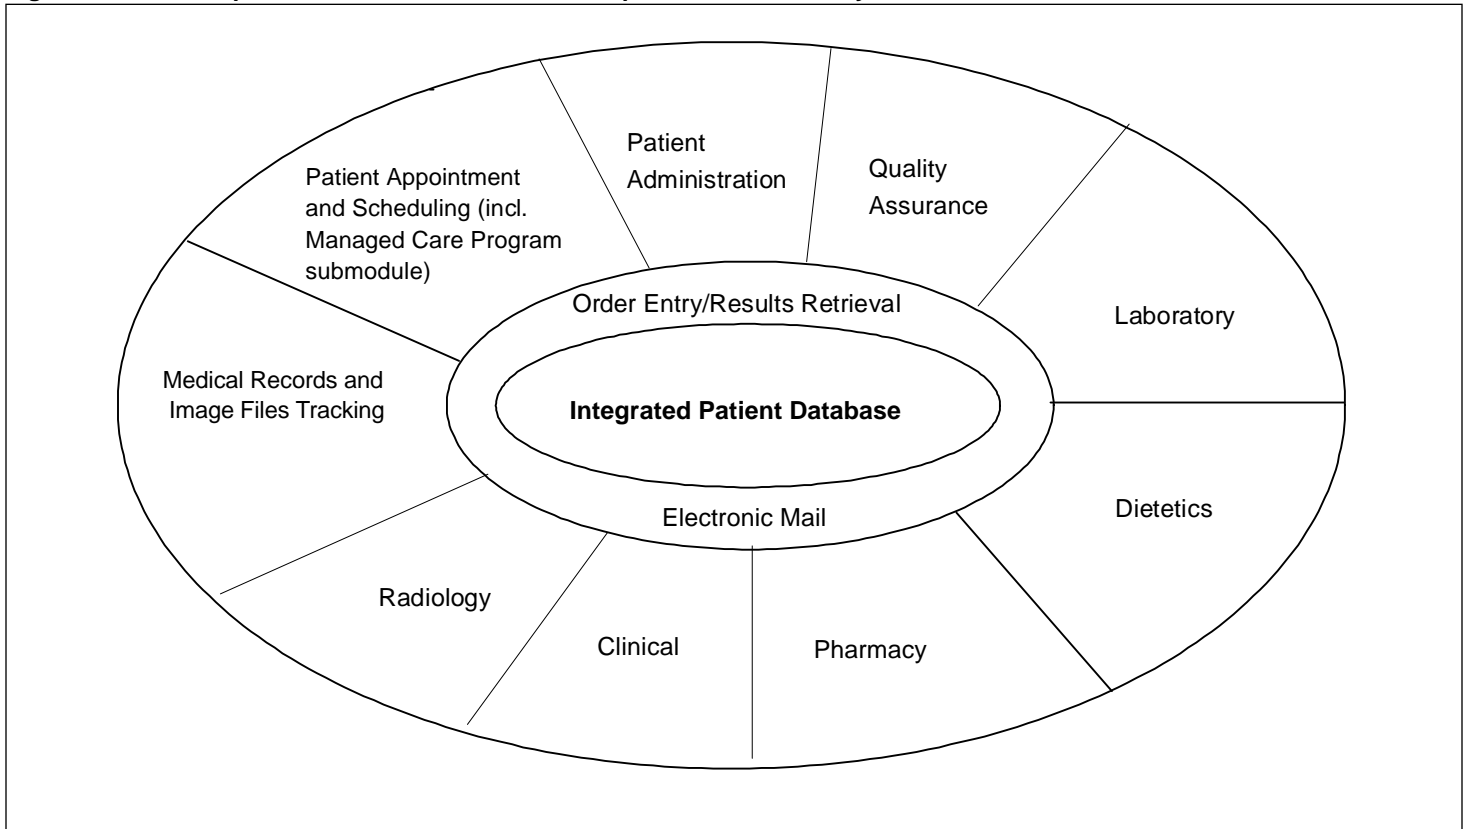 Patient
Administration
Quality
Assurance
Patient Appointment
and Scheduling (incl.
Managed Care Program
submodule)
Order Entry/Results Retrieval
Laboratory
Medical Records and
Image Files Tracking
Integrated Patient Database
Electronic Mail
Dietetics
Radiology
Clinical
Pharmacy